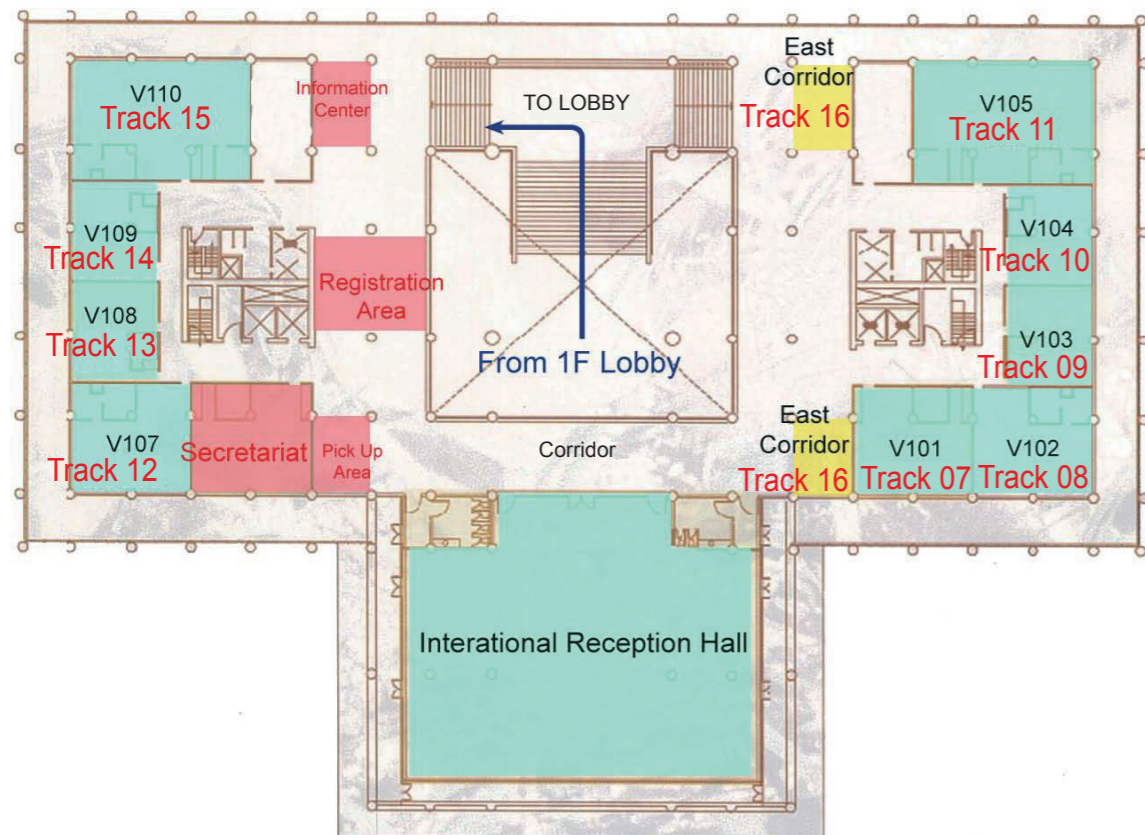 V110
Track 15
Information
Center
TO LOBBY
East
Corridor
Track 16
V105
Track 11
V109
Track 14
V104
Track 10
Registration
Area
V108
Track 13
V103
Track 09
From 1F Lobby
V107
Track 12
Secretariat
Pick Up
Area
Corridor
East
Corridor
Track 16
V101
Track 07
V102
Track 08
Interational Reception Hall